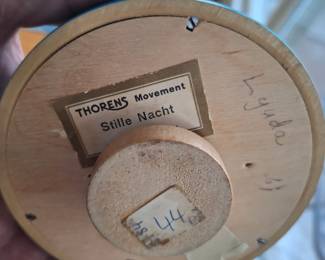 THORENS Movement
Stille Nacht
Lynda
44